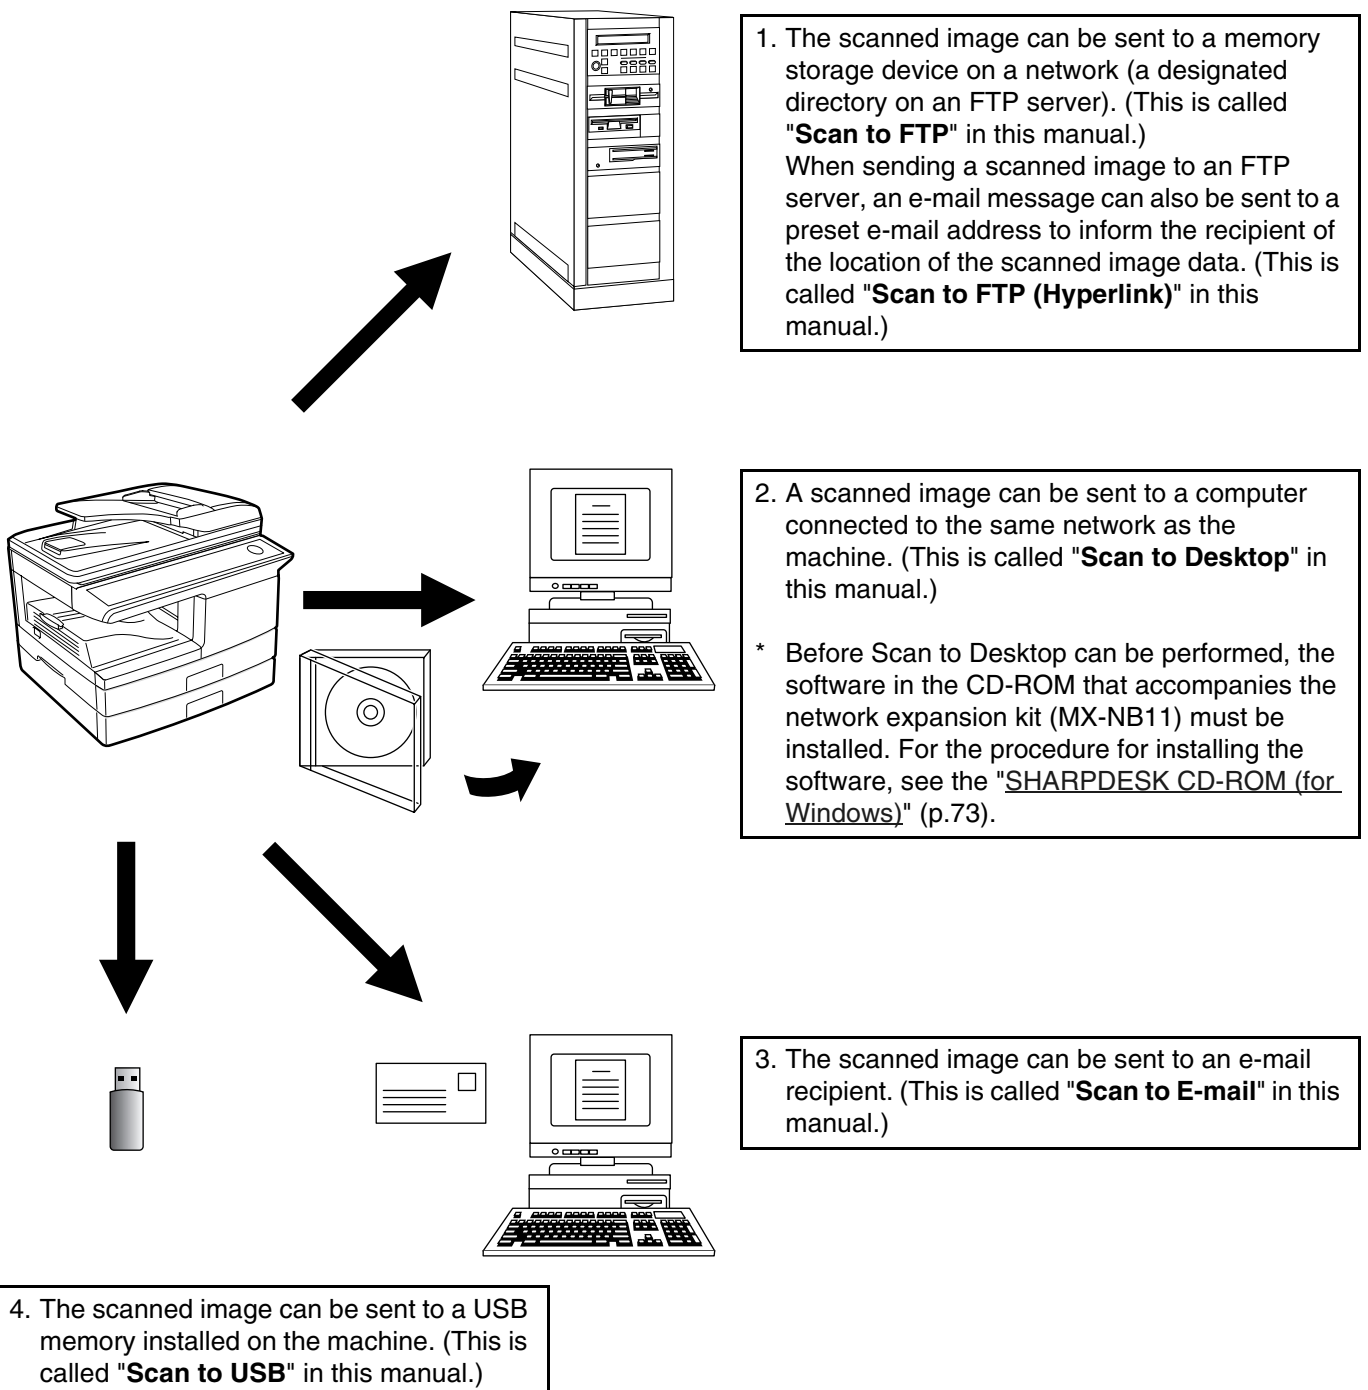 1. The scanned image can be sent to a memory
storage device on a network (a designated
directory on an FTP server). (This is called
"Scan to FTP" in this manual.)
When sending a scanned image to an FTP
server, an e-mail message can also be sent to a
preset e-mail address to inform the recipient of
the location of the scanned image data. (This is
called "Scan to FTP (Hyperlink)" in this
manual.)
2. A scanned image can be sent to a computer
connected to the same network as the
machine. (This is called "Scan to Desktop" in
this manual.)
* Before Scan to Desktop can be performed, the
software in the CD-ROM that accompanies the
network expansion kit (MX-NB11) must be
installed. For the procedure for installing the
software, see the "SHARPDESK CD-ROM (for
Windows)" (p.73).
3. The scanned image can be sent to an e-mail
recipient. (This is called "Scan to E-mail" in this
manual.)
4. The scanned image can be sent to a USB
memory installed on the machine. (This is
called "Scan to USB" in this manual.)